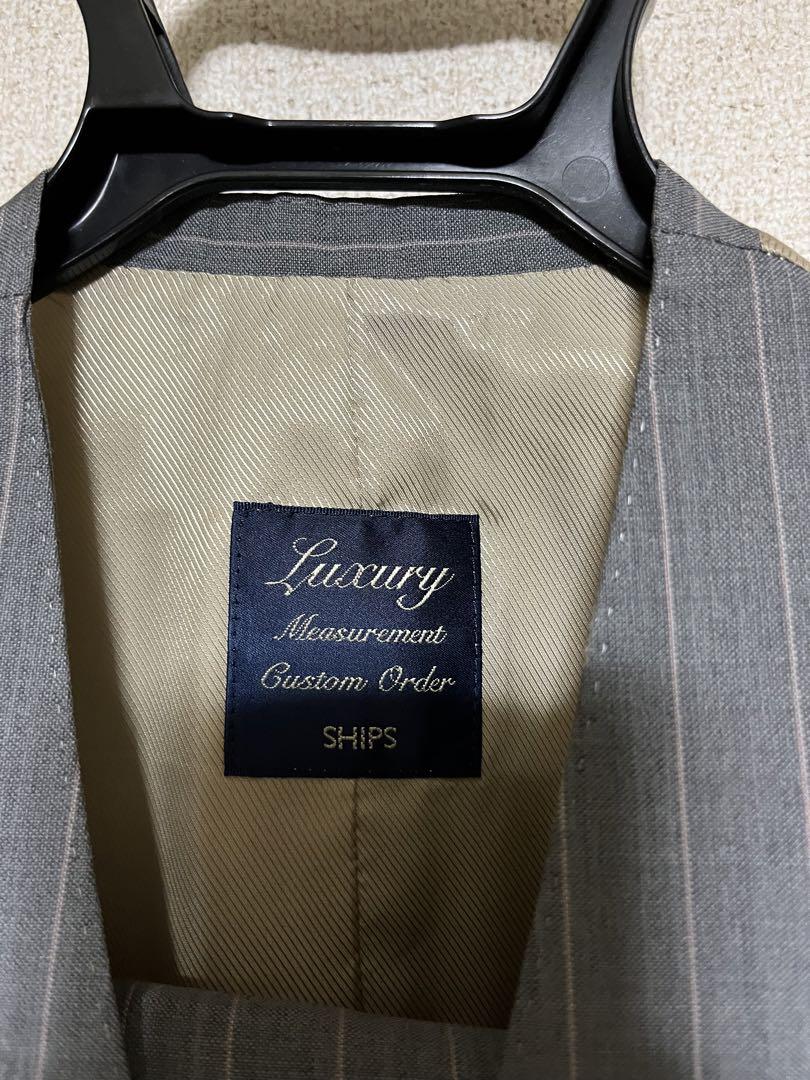 Luxury
Measurement
Custom Order
SHIPS